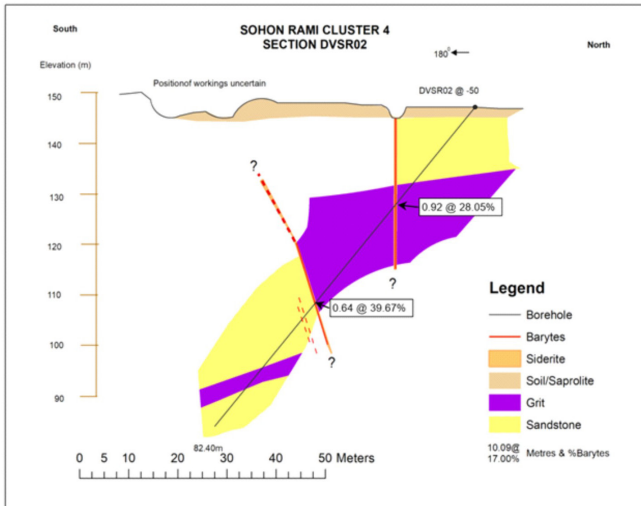 South
SOHON RAMI CLUSTER 4
SECTION DVSR02
180°
North
Elevation (m)
Positionof workings uncertain
DVSR02 @ -50
150
145
130
120
110
100
90
?
0.92 @ 28.05%
?
0.64 @ 39.67%
?
82.40m
0 5 10 20 30 40 50 Meters
Legend
Borehole
Barytes
Siderite
Soil/Saprolite
Grit
Sandstone
10.09@
17.00%
Metres & %Barytes